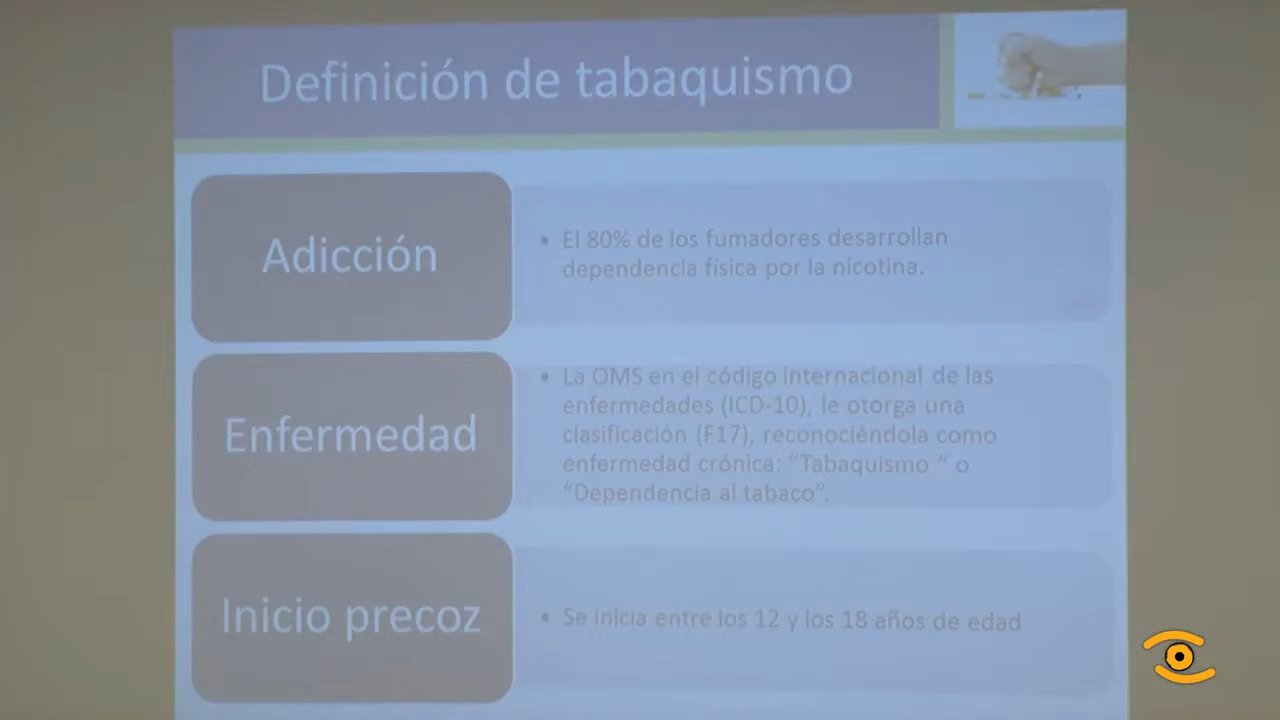 Definición de tabaquismo
Adicción
• El 80% de los fumadores desarrollan
dependencia física por la nicotina.
Enfermedad
• La OMS en el código internacional de las
enfermedades (ICD-10), le otorga una
clasificación (F17), reconociéndola como
enfermedad crónica: “Tabaquismo “ o
“Dependencia al tabaco”.
Inicio precoz
• Se inicia entre los 12 y los 18 años de edad